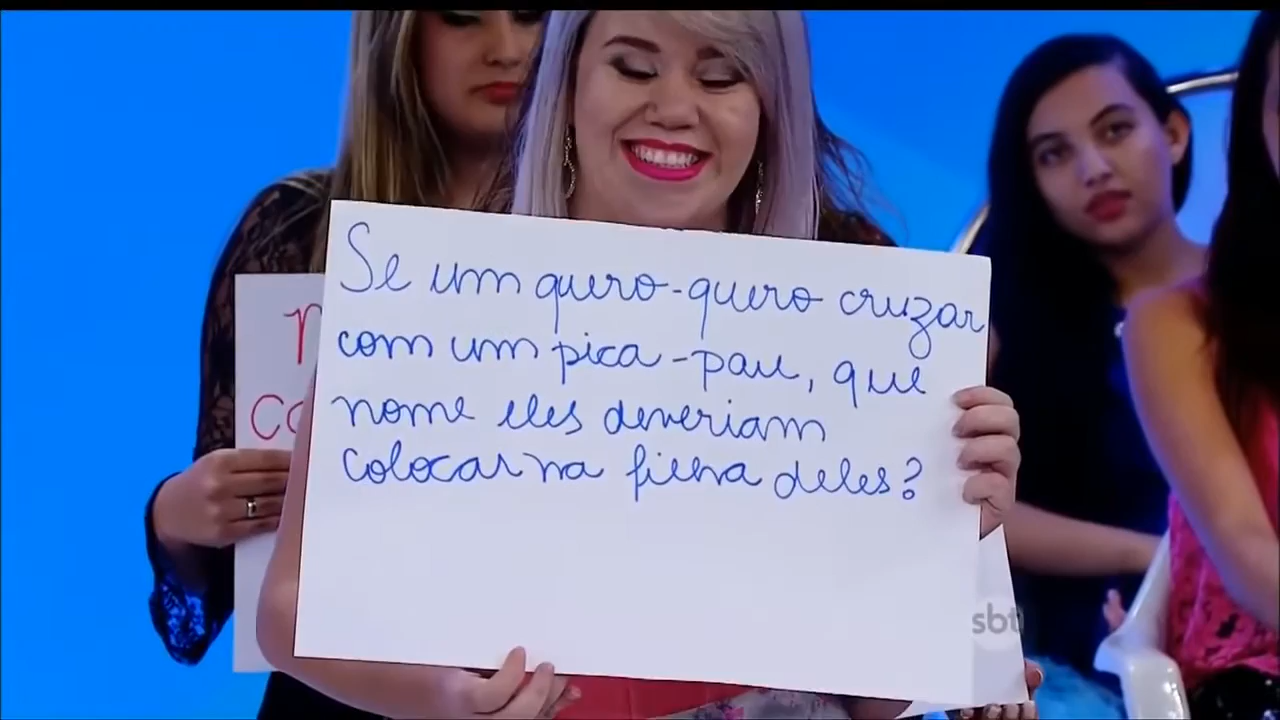 Se um quero-quero cruzar
com um pica-pau, que
nome eles deveriam
colocar na filha deles?
sbt